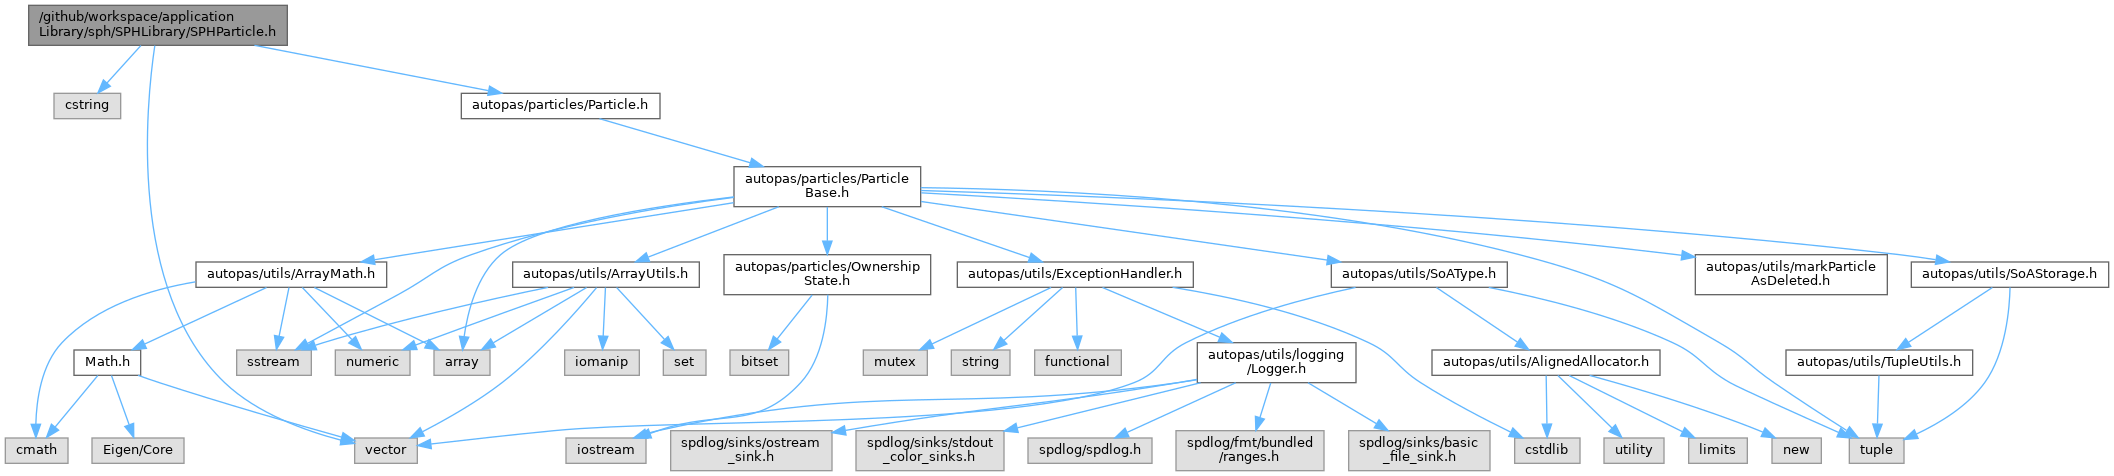 /github/workspace/application
Library/sph/SPHLibrary/SPHParticle.h
cstring
autopas/particles/Particle.h
autopas/particles/Particle
Base.h
autopas/utils/ArrayMath.h
autopas/utils/ArrayUtils.h
autopas/particles/Ownership
State.h
autopas/utils/ExceptionHandler.h
autopas/utils/SoAType.h
autopas/utils/markParticle
AsDeleted.h
autopas/utils/SoAStorage.h
Math.h
sstream
numeric
array
iomanip
set
bitset
mutex
string
functional
autopas/utils/logging
/Logger.h
autopas/utils/AlignedAllocator.h
autopas/utils/TupleUtils.h
cmath
Eigen/Core
vector
iostream
spdlog/sinks/ostream
_sink.h
spdlog/sinks/stdout
_color_sinks.h
spdlog/spdlog.h
spdlog/fmt/bundled
/ranges.h
spdlog/sinks/basic
_file_sink.h
cstdlib
utility
limits
new
tuple